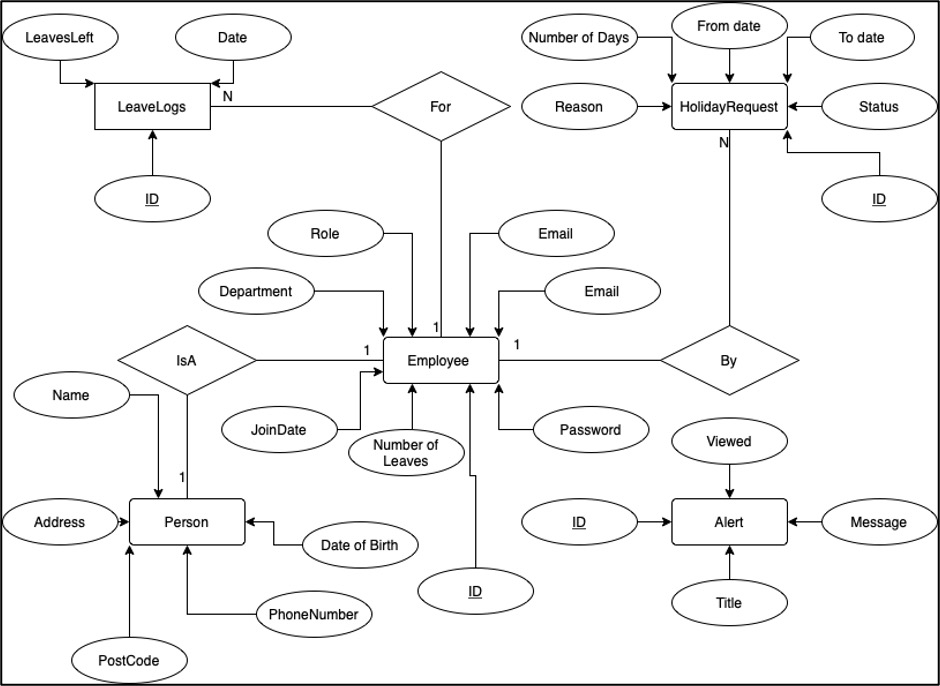 LeavesLeft
Date
Number of Days
From date
To date
LeaveLogs
N
For
Reason
HolidayRequest
Status
N
ID
ID
Role
Email
Department
Email
1
1
1
IsA
Employee
By
Name
JoinDate
Number of
Leaves
Password
Viewed
1
Address
Person
ID
Alert
Message
Date of Birth
ID
Title
PhoneNumber
PostCode